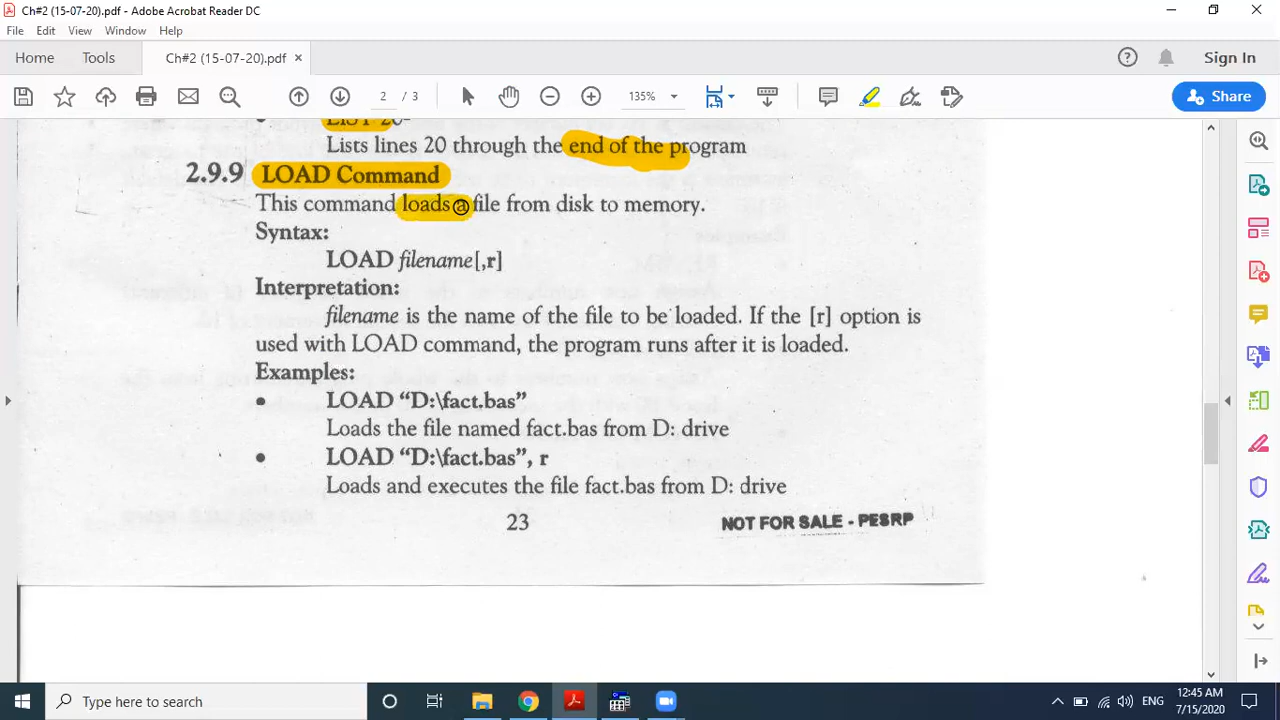 Ch#2 (15-07-20).pdf - Adobe Acrobat Reader DC
File Edit View Window Help
Home Tools Ch#2 (15-07-20).pdf × Sign In
2 / 3 135% Share
LIST 20-
Lists lines 20 through the end of the program
2.9.9 LOAD Command
This command loads a file from disk to memory.
Syntax:
LOAD filename[,r]
Interpretation:
filename is the name of the file to be loaded. If the [r] option is
used with LOAD command, the program runs after it is loaded.
Examples:
• LOAD “D:\fact.bas”
Loads the file named fact.bas from D: drive
• LOAD “D:\fact.bas”, r
Loads and executes the file fact.bas from D: drive
23 NOT FOR SALE - PESRP
Type here to search ENG 12:45 AM
7/15/2020